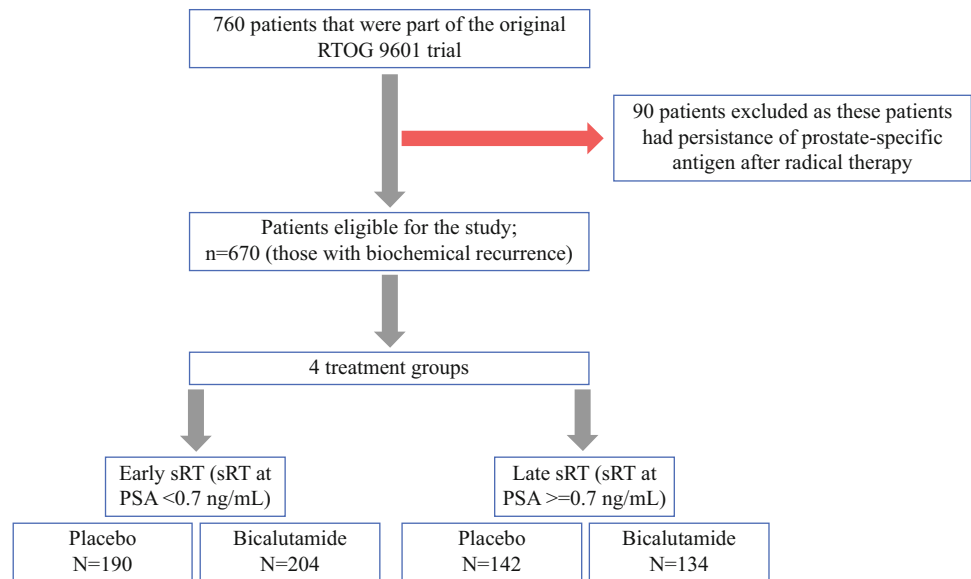 760 patients that were part of the original
RTOG 9601 trial
90 patients excluded as these patients
had persistance of prostate-specific
antigen after radical therapy
Patients eligible for the study;
n=670 (those with biochemical recurrence)
4 treatment groups
Early sRT (sRT at
PSA <0.7 ng/mL)
Late sRT (sRT at
PSA >=0.7 ng/mL)
Placebo
N=190
Bicalutamide
N=204
Placebo
N=142
Bicalutamide
N=134